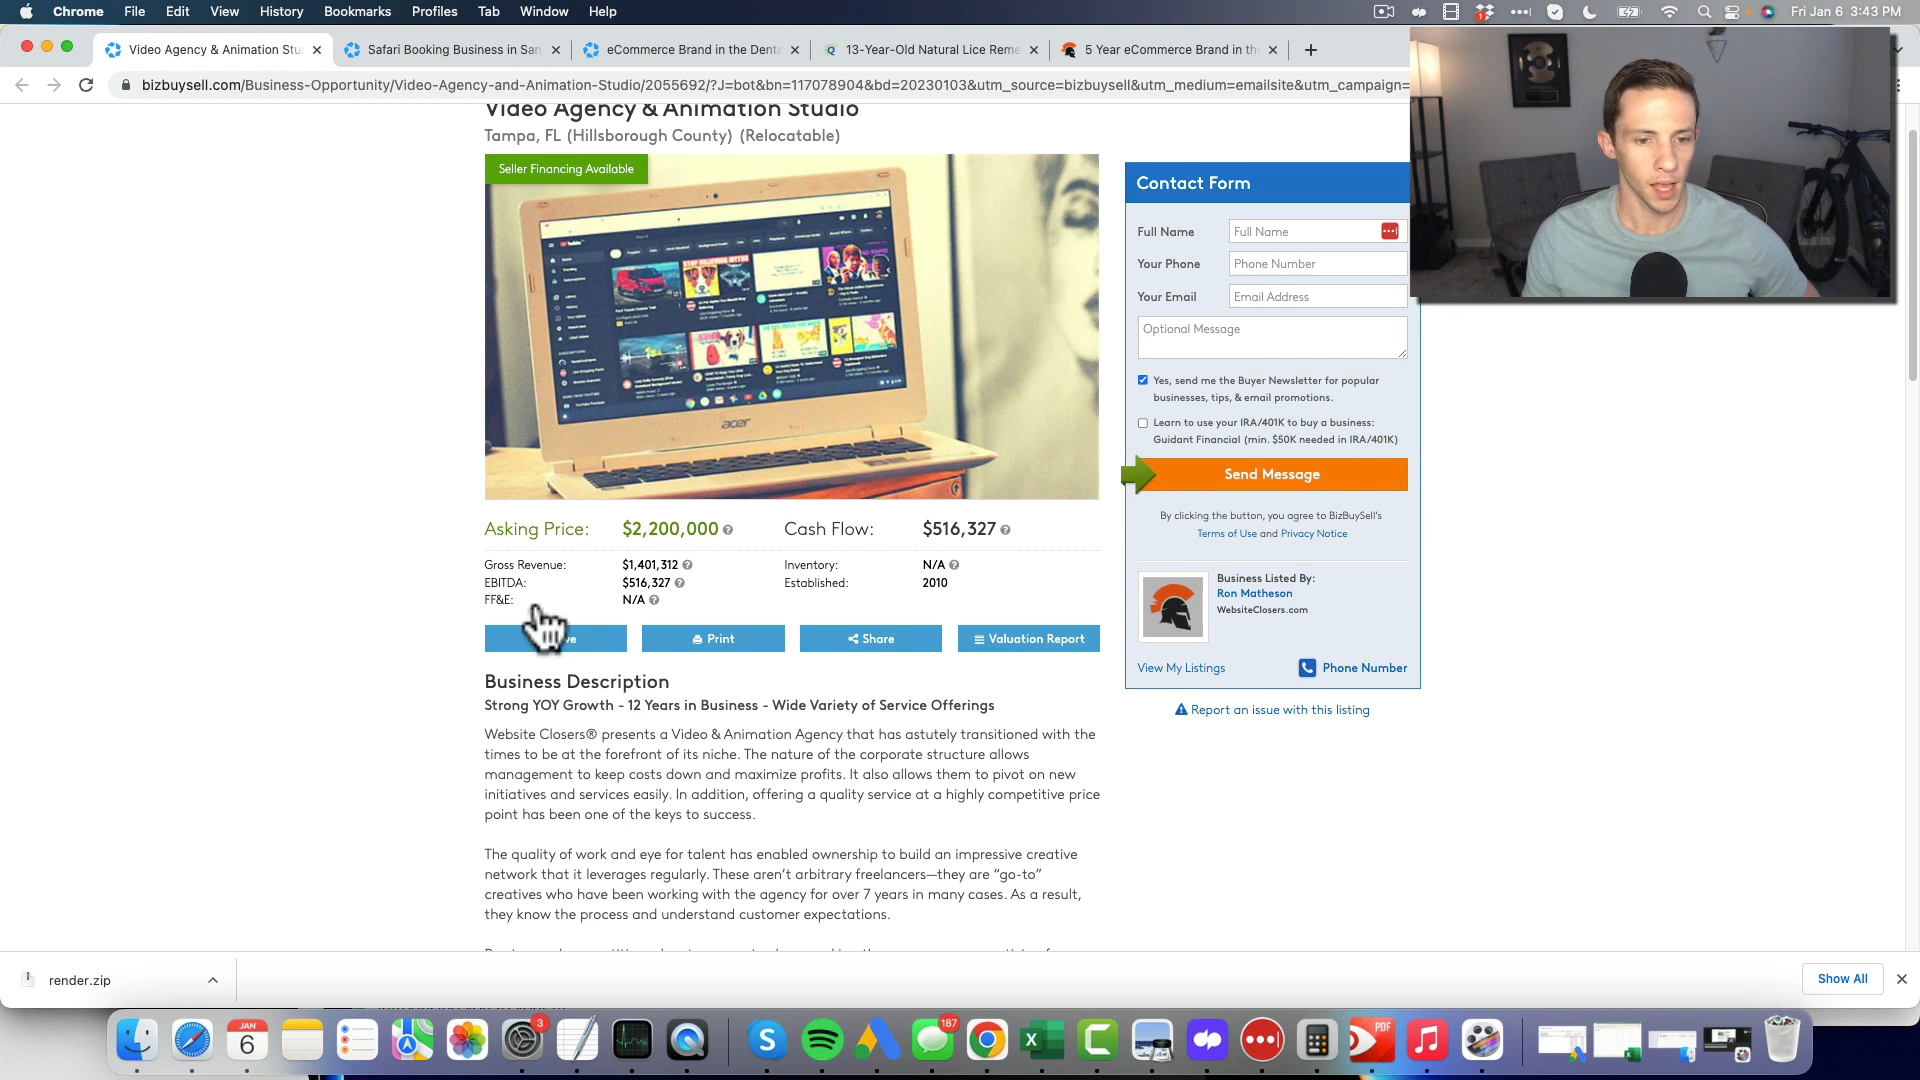 Chrome File Edit View History Bookmarks Profiles Tab Window Help
Fri Jan 6 3:43 PM
Video Agency & Animation Stu
Safari Booking Business in San
eCommerce Brand in the Denta
13-Year-Old Natural Lice Reme
5 Year eCommerce Brand in th
bizbuysell.com/Business-Opportunity/Video-Agency-and-Animation-Studio/2055692/?J=bot&bn=117078904&bd=20230103&utm_source=bizbuysell&utm_medium=emailsite&utm_campaign=
Video Agency & Animation Studio
Tampa, FL (Hillsborough County) (Relocatable)
Seller Financing Available
YouTube
STOP BELIEVING MYTHS
acer
Asking Price: $2,200,000
Cash Flow: $516,327
Gross Revenue: $1,401,312
Inventory: N/A
EBITDA: $516,327
Established: 2010
FF&E: N/A
ve
Print
Share
Valuation Report
Business Description
Strong YOY Growth - 12 Years in Business - Wide Variety of Service Offerings
Website Closers® presents a Video & Animation Agency that has astutely transitioned with the
times to be at the forefront of its niche. The nature of the corporate structure allows
management to keep costs down and maximize profits. It also allows them to pivot on new
initiatives and services easily. In addition, offering a quality service at a highly competitive price
point has been one of the keys to success.
The quality of work and eye for talent has enabled ownership to build an impressive creative
network that it leverages regularly. These aren't arbitrary freelancers—they are "go-to"
creatives who have been working with the agency for over 7 years in many cases. As a result,
they know the process and understand customer expectations.
Contact Form
Full Name Full Name
Your Phone Phone Number
Your Email Email Address
Optional Message
Yes, send me the Buyer Newsletter for popular
businesses, tips, & email promotions.
Learn to use your IRA/401K to buy a business:
Guidant Financial (min. $50K needed in IRA/401K)
Send Message
By clicking the button, you agree to BizBuySell's
Terms of Use and Privacy Notice
Business Listed By:
Ron Matheson
WebsiteClosers.com
View My Listings
Phone Number
Report an issue with this listing
render.zip
Show All
JAN
6
3
187
PDF